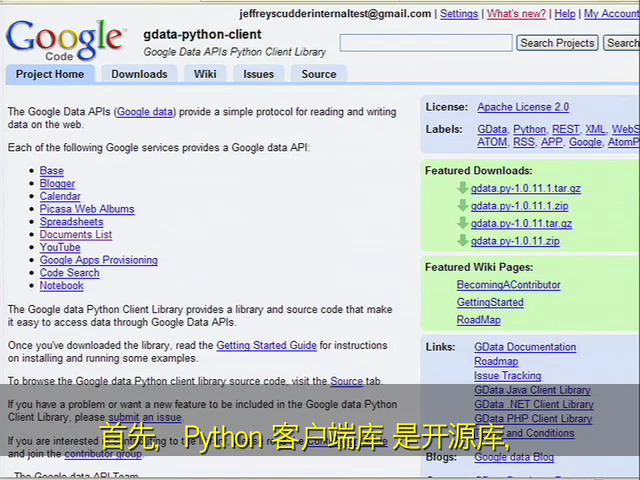 jeffreyscudderinternaltest@gmail.com | Settings | What's new? | Help | My Account
Google
Code
gdata-python-client
Google Data APIs Python Client Library
Search Projects
Search
Project Home
Downloads
Wiki
Issues
Source
The Google Data APIs (Google data) provide a simple protocol for reading and writing
data on the web.
Each of the following Google services provides a Google data API:
Base
Blogger
Calendar
Picasa Web Albums
Spreadsheets
Documents List
YouTube
Google Apps Provisioning
Code Search
Notebook
The Google data Python Client Library provides a library and source code that make
it easy to access data through Google Data APIs.
Once you've downloaded the library, read the Getting Started Guide for instructions
on installing and running some examples.
To browse the Google data Python client library source code, visit the Source tab.
If you have a problem or want a new feature to be included in the Google data Python
Client Library, please submit an issue.
If you are interested
and join the contributor group.
The Google data API Team
License: Apache License 2.0
Labels: GData, Python, REST, XML, WebS
ATOM, RSS, APP, Google, AtomP
Featured Downloads:
gdata.py-1.0.11.1.tar.gz
gdata.py-1.0.11.1.zip
gdata.py-1.0.11.tar.gz
gdata.py-1.0.11.zip
Featured Wiki Pages:
BecomingAContributor
GettingStarted
RoadMap
Links: GData Documentation
Roadmap
Issue Tracking
GData Java Client Library
GData .NET Client Library
GData PHP Client Library
and Conditions
Blogs: Google data Blog
首先, Python 客户端库 是开源库,